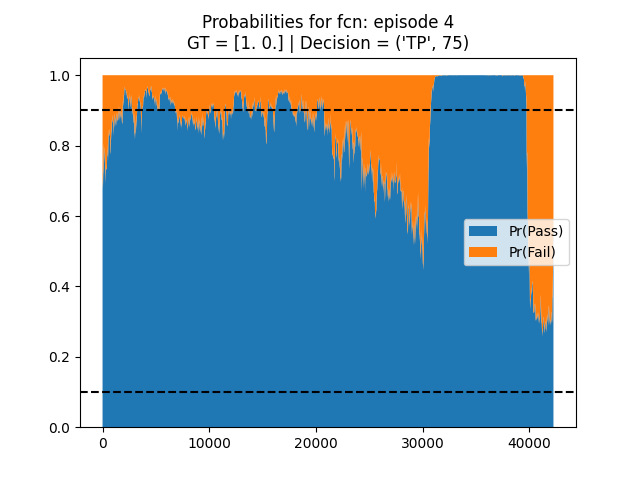 Probabilities for fcn: episode 4
GT = [1. 0.] | Decision = ('TP', 75)
1.0
0.8
0.6
0.4
0.2
0.0
Pr(Pass)
Pr(Fail)
0
10000
20000
30000
40000